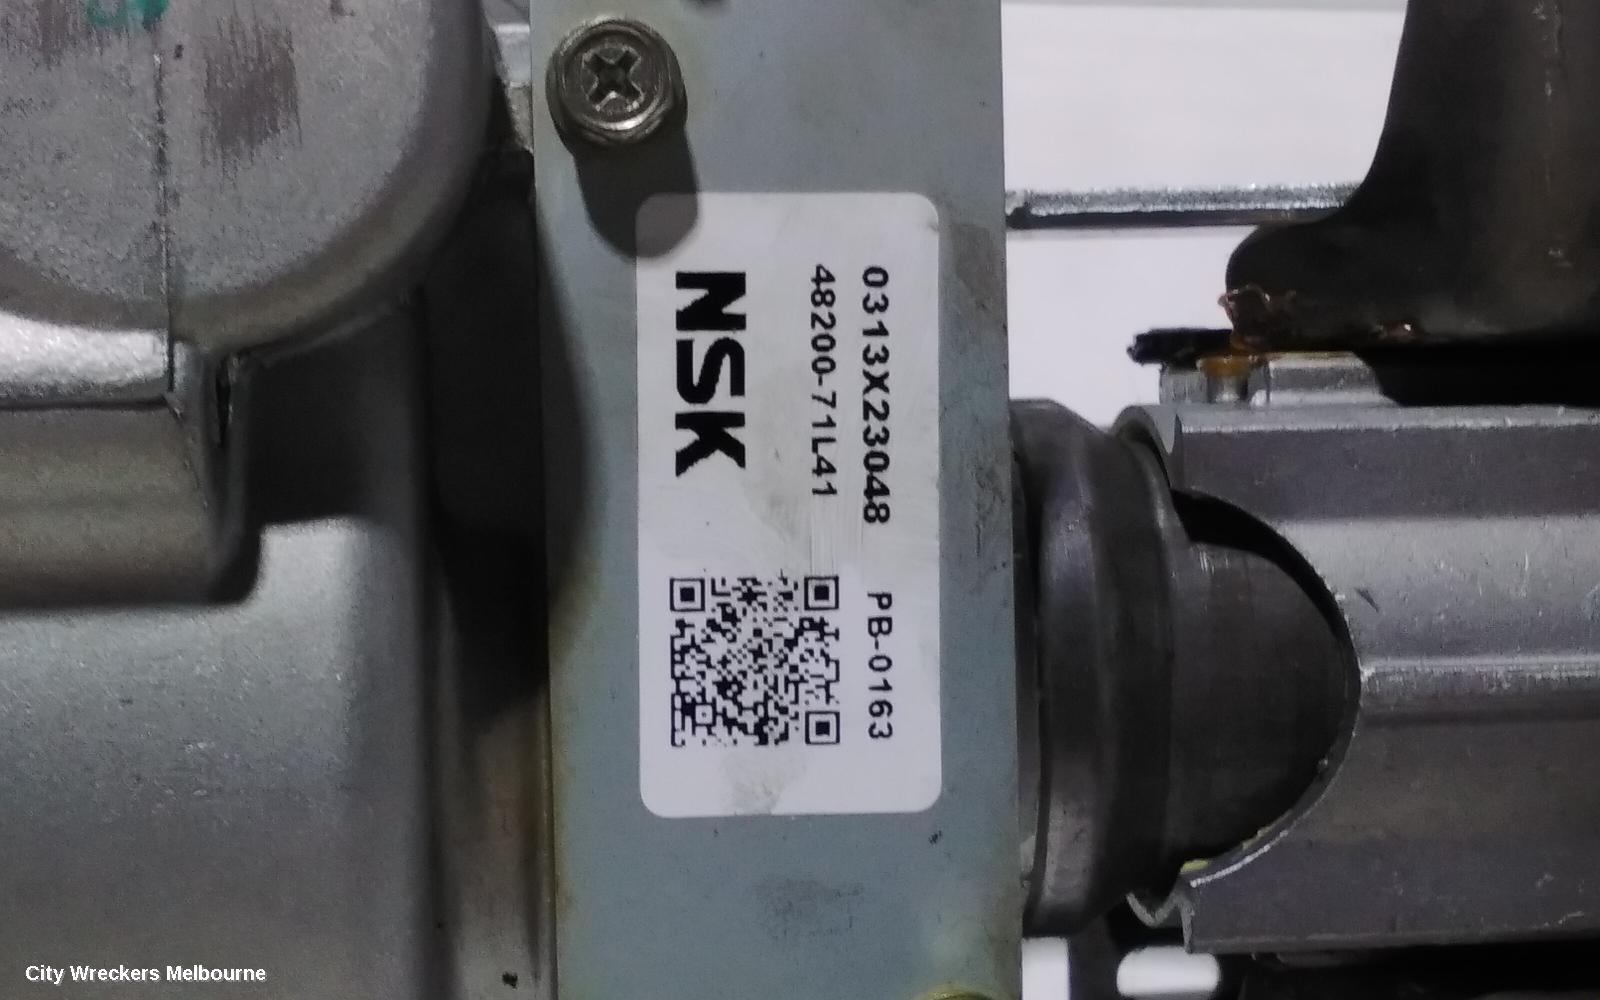 0313X23048 PB-0163
48200-71L41
NSK
City Wreckers Melbourne